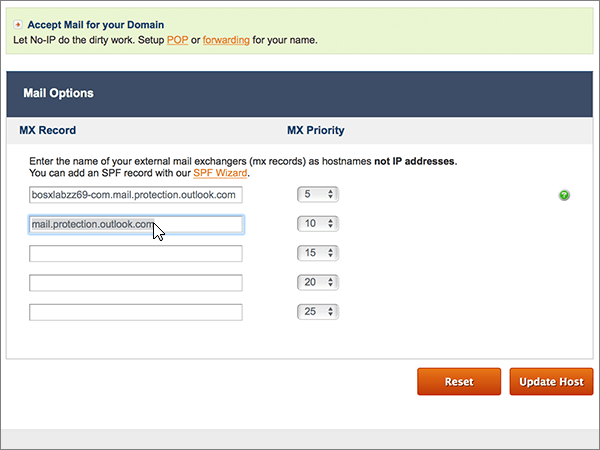 Accept Mail for your Domain
Let No-IP do the dirty work. Setup POP or forwarding for your name.
Mail Options
MX Record MX Priority
Enter the name of your external mail exchangers (mx records) as hostnames not IP addresses.
You can add an SPF record with our SPF Wizard.
bosxlabzz69-com.mail.protection.outlook.com 5 ?
mail.protection.outlook.com 10
15
20
25
Reset Update Host